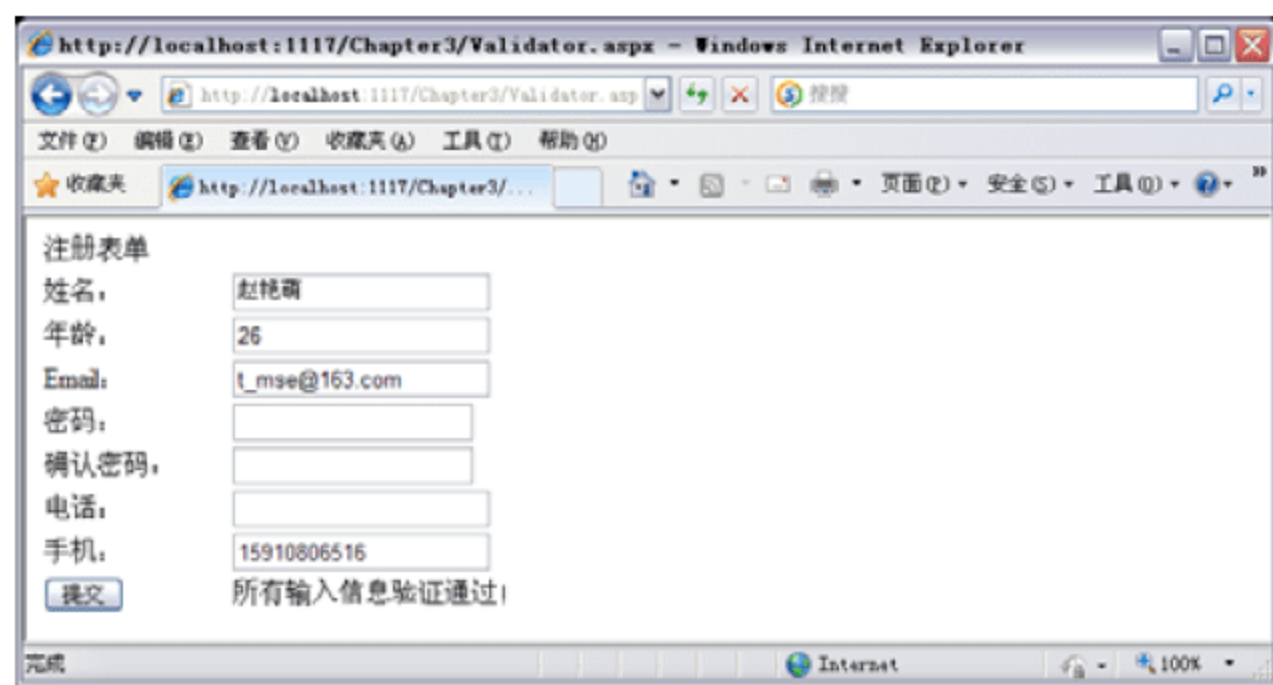 http://localhost:1117/Chapter3/Validator.aspx - Windows Internet Explorer
http://localhost:1117/Chapter3/Validator.asp 搜搜
文件(F) 编辑(E) 查看(V) 收藏夹(A) 工具(T) 帮助(H)
收藏夹 http://localhost:1117/Chapter3/... 页面(P) 安全(S) 工具(O) »
注册表单
姓名: 赵艳萌
年龄: 26
Email: t_mse@163.com
密码:
确认密码:
电话:
手机: 15910806516
提交 所有输入信息验证通过!
完成 Internet 100%